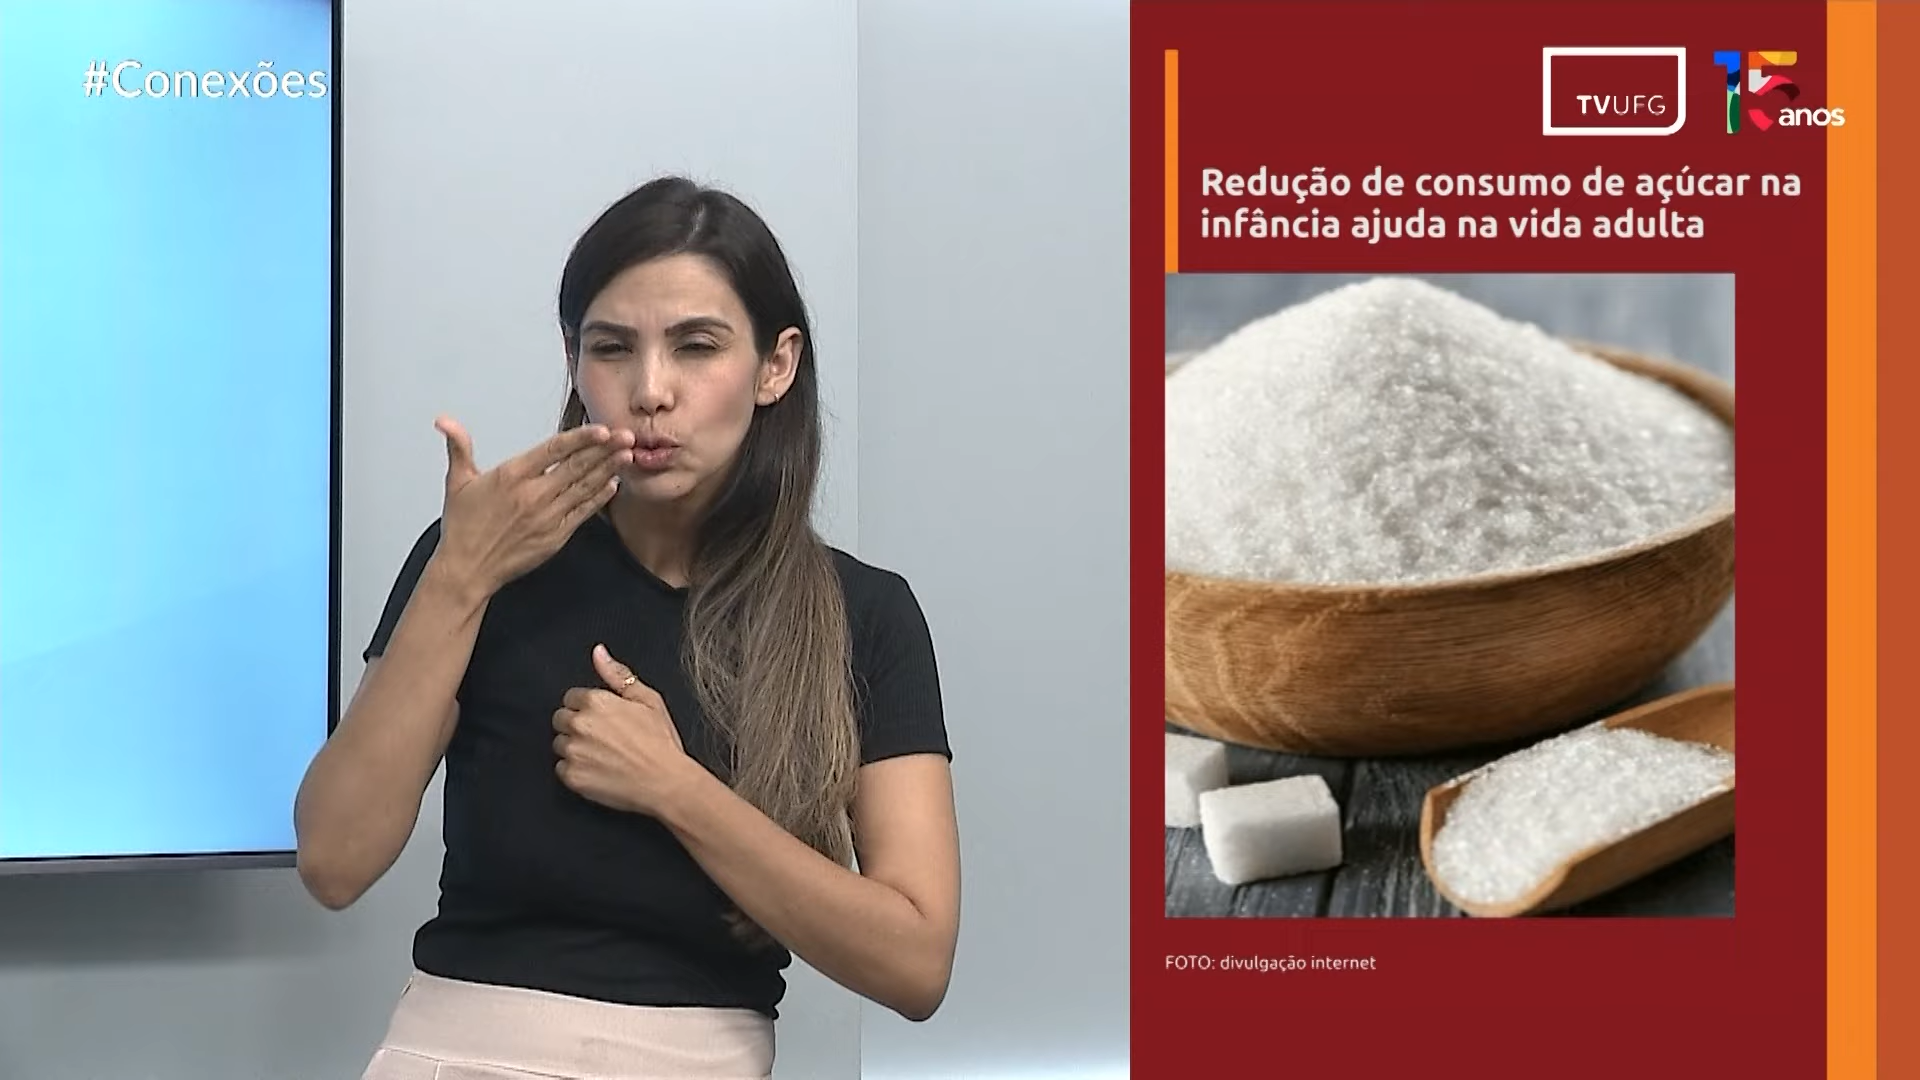 #Conexões
TVUFG
15 anos
Redução de consumo de açúcar na
infância ajuda na vida adulta
FOTO: divulgação internet